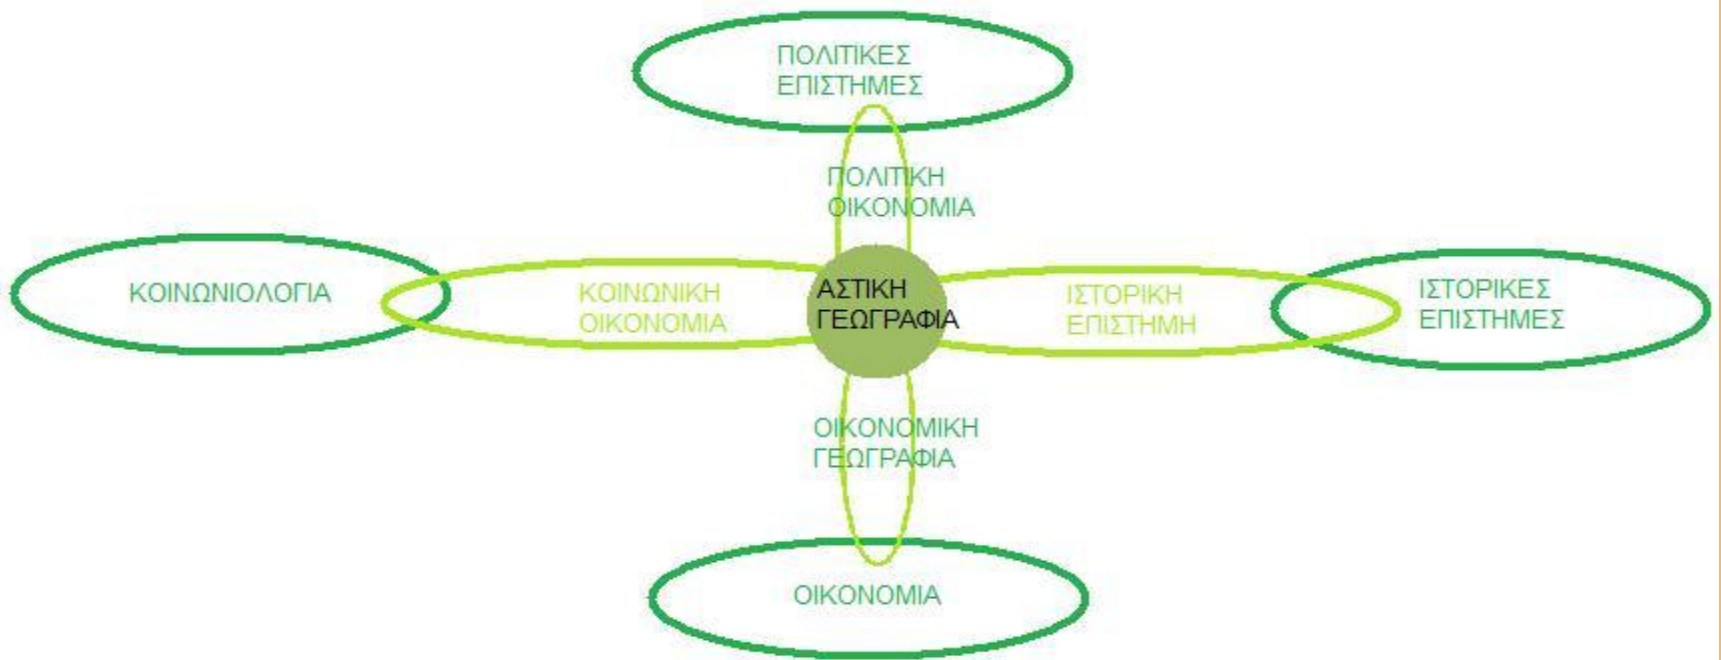 ΠΟΛΙΤΙΚΕΣ
ΕΠΙΣΤΗΜΕΣ
ΠΟΛΙΤΙΚΗ
ΟΙΚΟΝΟΜΙΑ
ΚΟΙΝΩΝΙΟΛΟΓΙΑ
ΚΟΙΝΩΝΙΚΗ
ΟΙΚΟΝΟΜΙΑ
ΑΣΤΙΚΗ
ΓΕΩΓΡΑΦΙΑ
ΙΣΤΟΡΙΚΗ
ΕΠΙΣΤΗΜΗ
ΙΣΤΟΡΙΚΕΣ
ΕΠΙΣΤΗΜΕΣ
ΟΙΚΟΝΟΜΙΚΗ
ΓΕΩΓΡΑΦΙΑ
ΟΙΚΟΝΟΜΙΑ